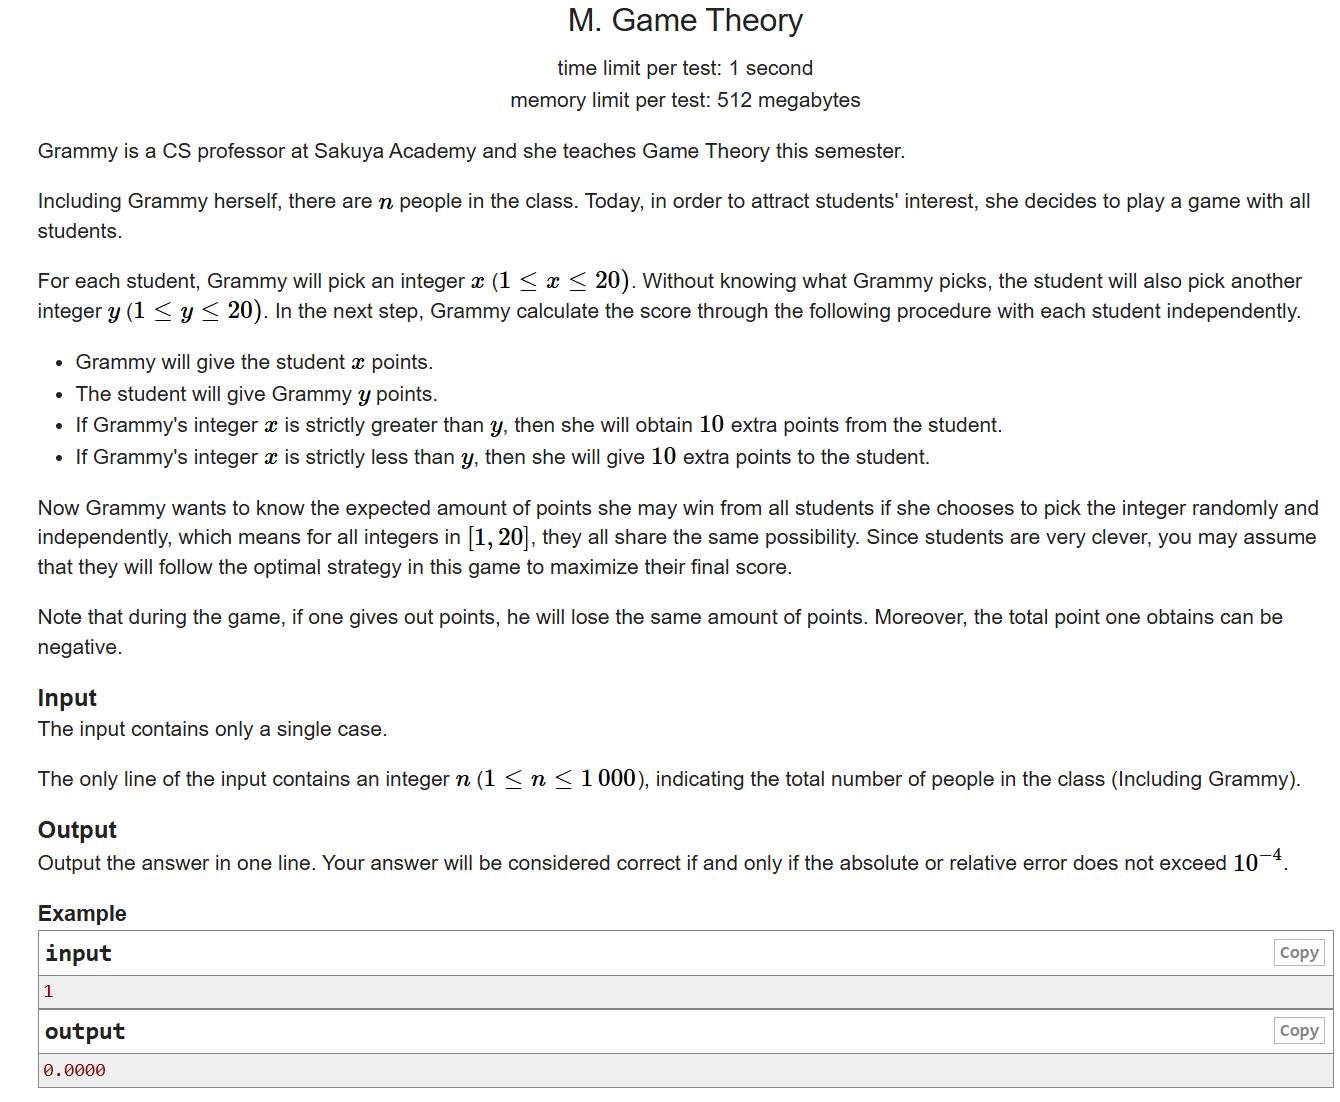 M. Game Theory
time limit per test: 1 second
memory limit per test: 512 megabytes
Grammy is a CS professor at Sakuya Academy and she teaches Game Theory this semester.
Including Grammy herself, there are n people in the class. Today, in order to attract students' interest, she decides to play a game with all
students.
For each student, Grammy will pick an integer x (1 ≤ x ≤ 20). Without knowing what Grammy picks, the student will also pick another
integer y (1 ≤ y ≤ 20). In the next step, Grammy calculate the score through the following procedure with each student independently.
• Grammy will give the student x points.
• The student will give Grammy y points.
• If Grammy's integer x is strictly greater than y, then she will obtain 10 extra points from the student.
• If Grammy's integer x is strictly less than y, then she will give 10 extra points to the student.
Now Grammy wants to know the expected amount of points she may win from all students if she chooses to pick the integer randomly and
independently, which means for all integers in [1, 20], they all share the same possibility. Since students are very clever, you may assume
that they will follow the optimal strategy in this game to maximize their final score.
Note that during the game, if one gives out points, he will lose the same amount of points. Moreover, the total point one obtains can be
negative.
Input
The input contains only a single case.
The only line of the input contains an integer n (1 ≤ n ≤ 1 000), indicating the total number of people in the class (Including Grammy).
Output
Output the answer in one line. Your answer will be considered correct if and only if the absolute or relative error does not exceed 10⁻⁴.
Example
input Copy
1
output Copy
0.0000